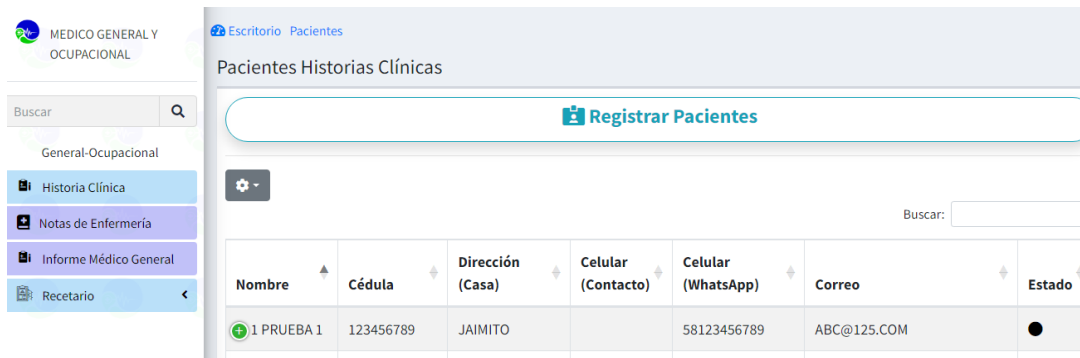 MEDICO GENERAL Y
OCUPACIONAL
Buscar
General-Ocupacional
Historia Clínica
Notas de Enfermería
Informe Médico General
Recetario
Escritorio Pacientes
Pacientes Historias Clínicas
Registrar Pacientes
Buscar:
Nombre Cédula Dirección (Casa) Celular (Contacto) Celular (WhatsApp) Correo Estado
1 PRUEBA 1 123456789 JAIMITO 58123456789 ABC@125.COM